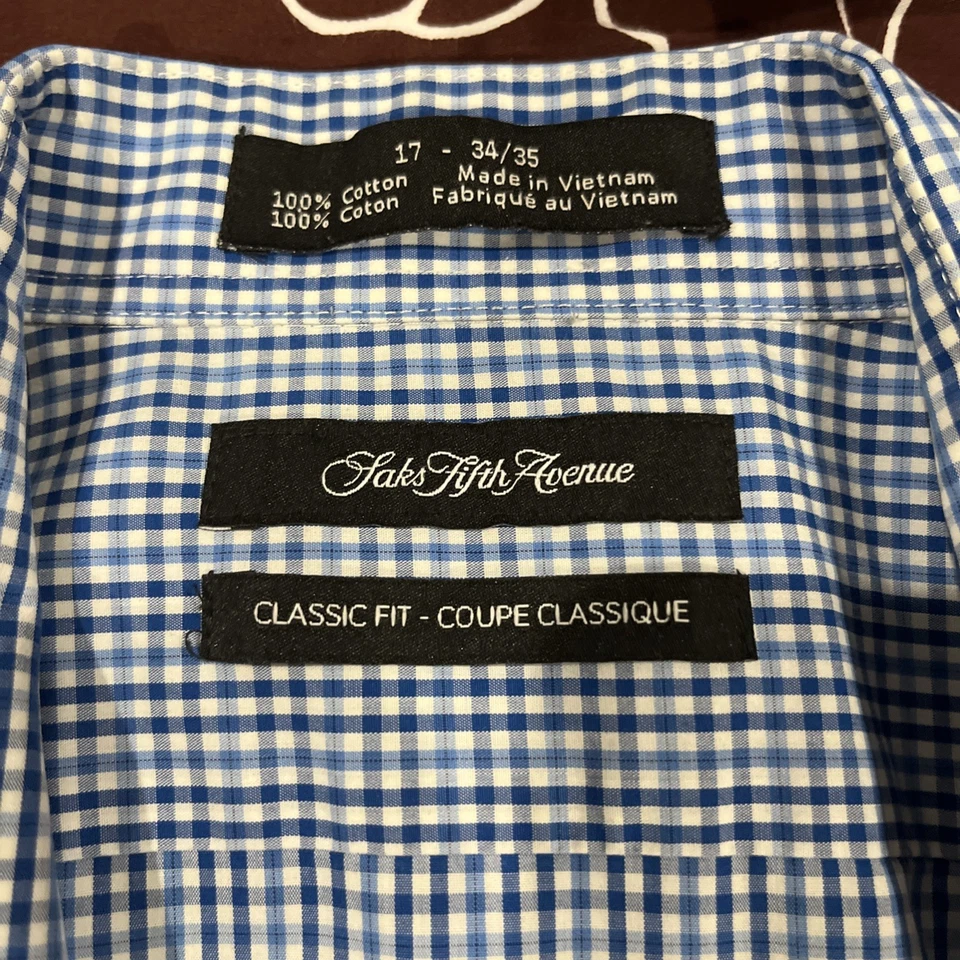 17 - 34/35
100% Cotton Made in Vietnam
100% Coton Fabriqué au Vietnam
Saks Fifth Avenue
CLASSIC FIT - COUPE CLASSIQUE